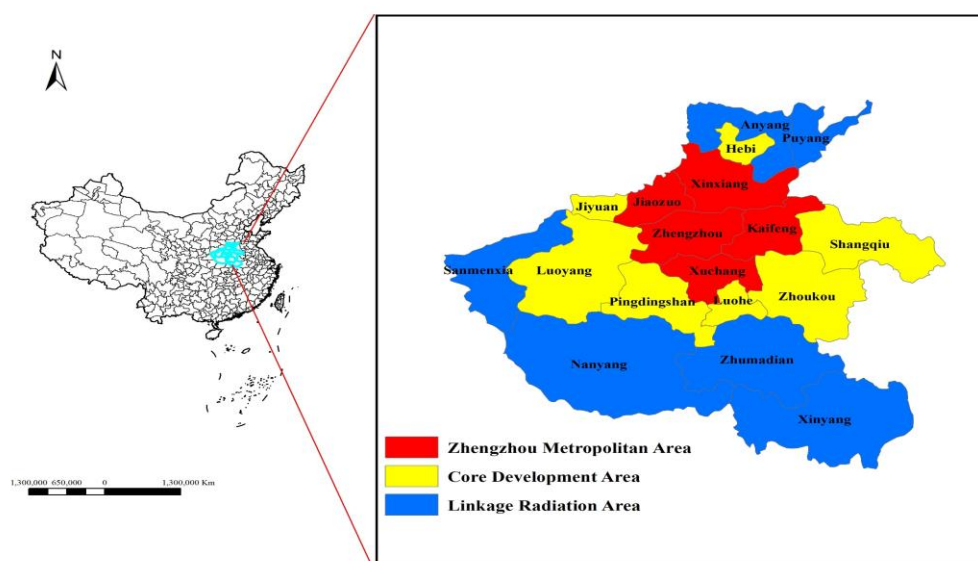 N
1,300,000 650,000 0 1,300,000 Km
Anyang
Puyang
Hebi
Xinxiang
Jiyuan
Jiaozuo
Zhengzhou
Kaifeng
Shangqiu
Sanmenxia
Luoyang
Xuchang
Pingdingshan
Luohe
Zhoukou
Nanyang
Zhumadian
Xinyang
Zhengzhou Metropolitan Area
Core Development Area
Linkage Radiation Area